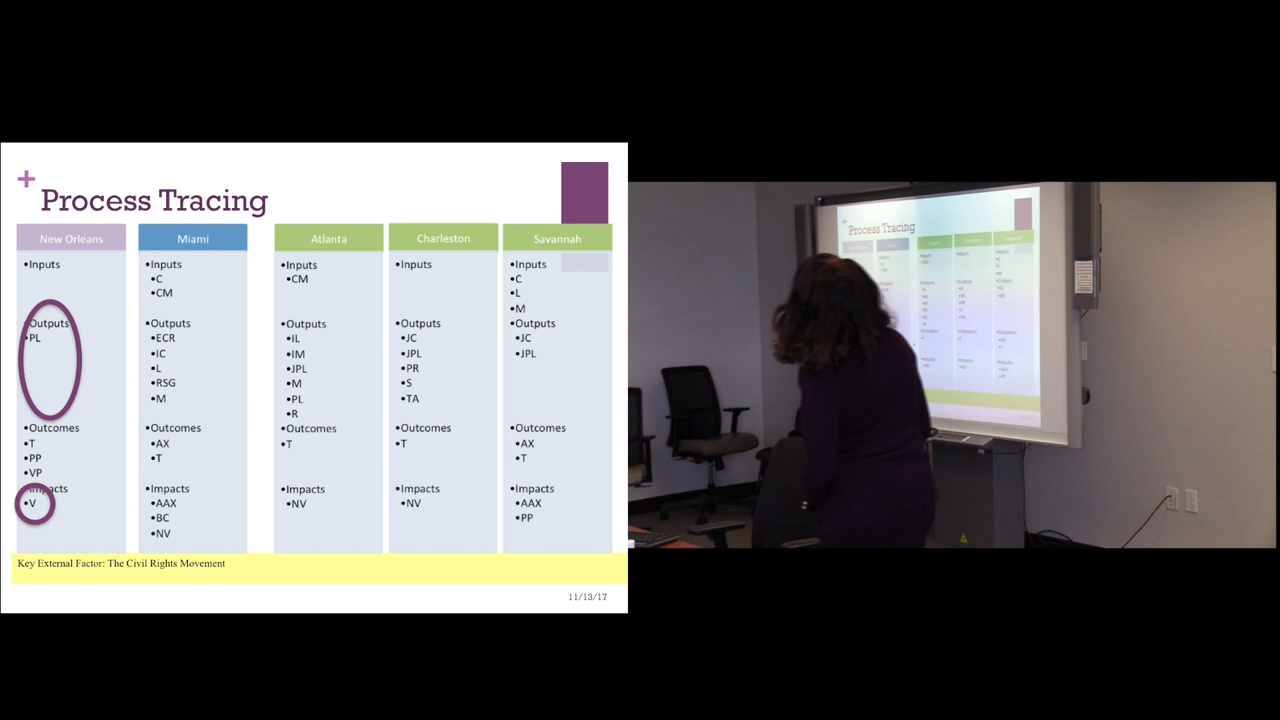 +
Process Tracing
New Orleans
•Inputs
•Outputs
•PL
•Outcomes
•T
•PP
•VP
•Impacts
•V
Miami
•Inputs
•C
•CM
•Outputs
•ECR
•IC
•L
•RSG
•M
•Outcomes
•AX
•T
•Impacts
•AAX
•BC
•NV
Atlanta
•Inputs
•CM
•Outputs
•IL
•IM
•JPL
•M
•PL
•R
•Outcomes
•T
•Impacts
•NV
Charleston
•Inputs
•Outputs
•JC
•JPL
•PR
•S
•TA
•Outcomes
•T
•Impacts
•NV
Savannah
•Inputs
•C
•L
•M
•Outputs
•JC
•JPL
•Outcomes
•AX
•T
•Impacts
•AAX
•PP
Key External Factor: The Civil Rights Movement
11/13/17
Process Tracing